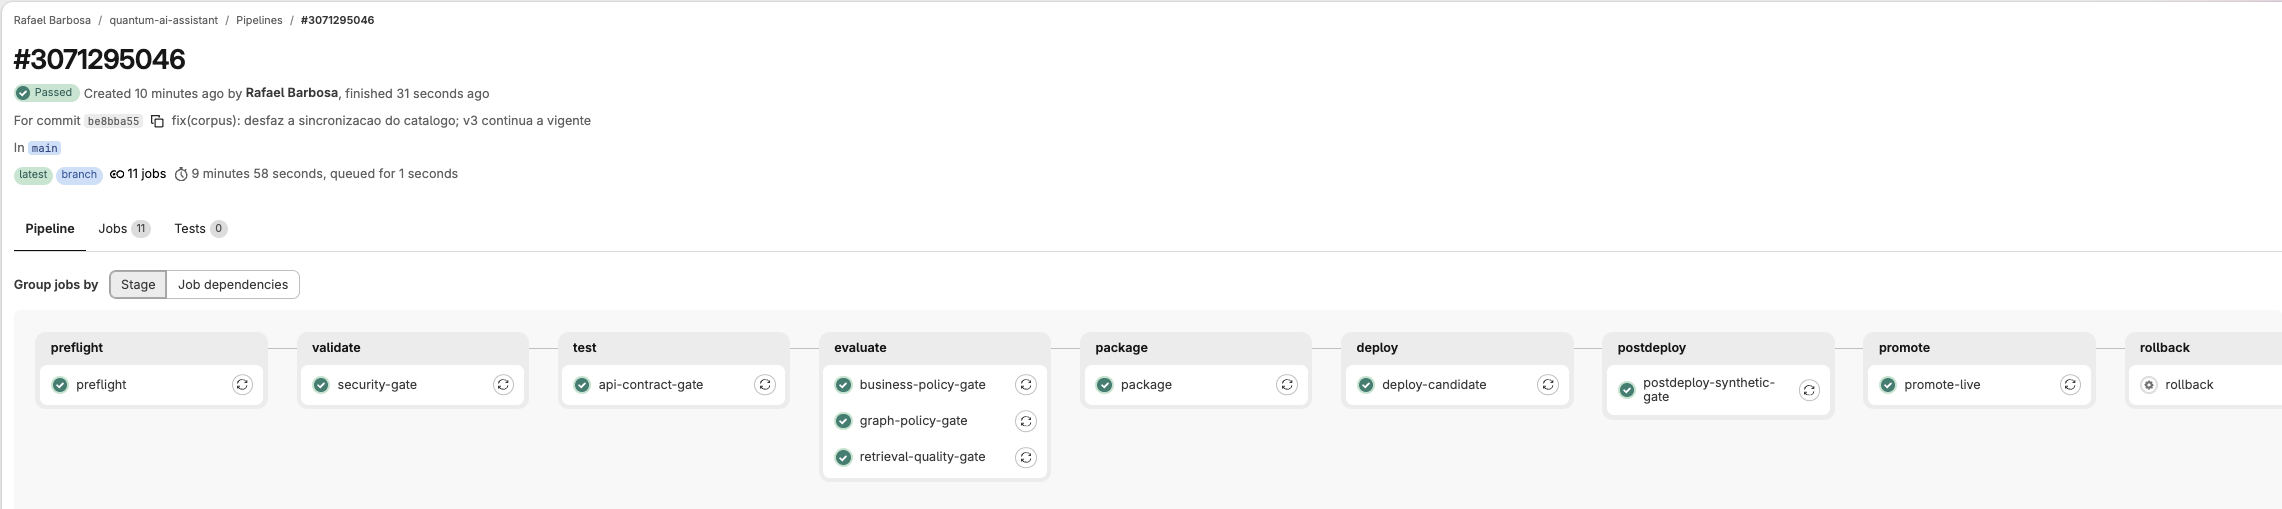 Rafael Barbosa / quantum-ai-assistant / Pipelines / #3071295046
#3071295046
Passed Created 10 minutes ago by Rafael Barbosa, finished 31 seconds ago
For commit be8bba55 fix(corpus): desfaz a sincronizacao do catalogo; v3 continua a vigente
In main
latest branch 11 jobs 9 minutes 58 seconds, queued for 1 seconds
Pipeline Jobs 11 Tests 0
Group jobs by Stage Job dependencies
preflight
preflight
validate
security-gate
test
api-contract-gate
evaluate
business-policy-gate
graph-policy-gate
retrieval-quality-gate
package
package
deploy
deploy-candidate
postdeploy
postdeploy-synthetic-
gate
promote
promote-live
rollback
rollback